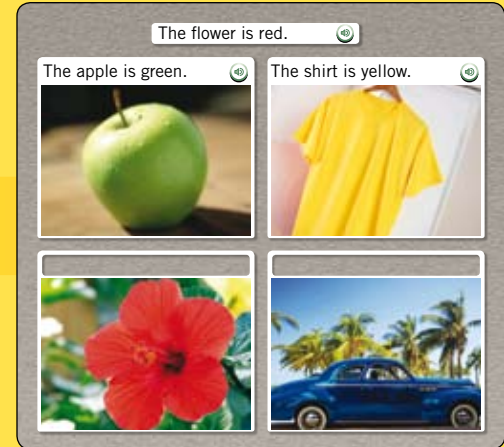 The flower is red.
The apple is green.
The shirt is yellow.